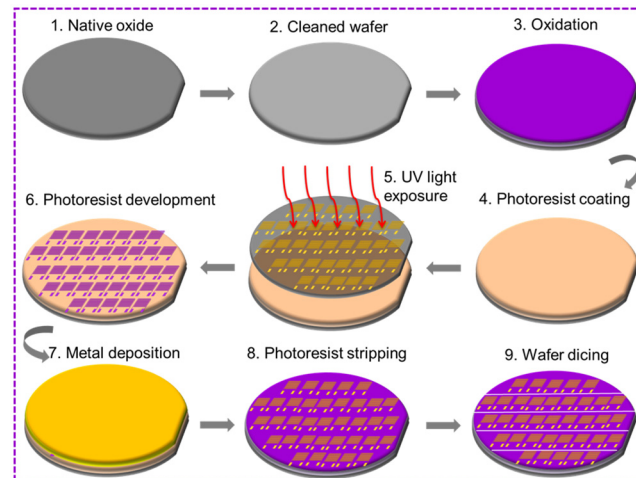 1. Native oxide
2. Cleaned wafer
3. Oxidation
4. Photoresist coating
5. UV light
exposure
6. Photoresist development
7. Metal deposition
8. Photoresist stripping
9. Wafer dicing